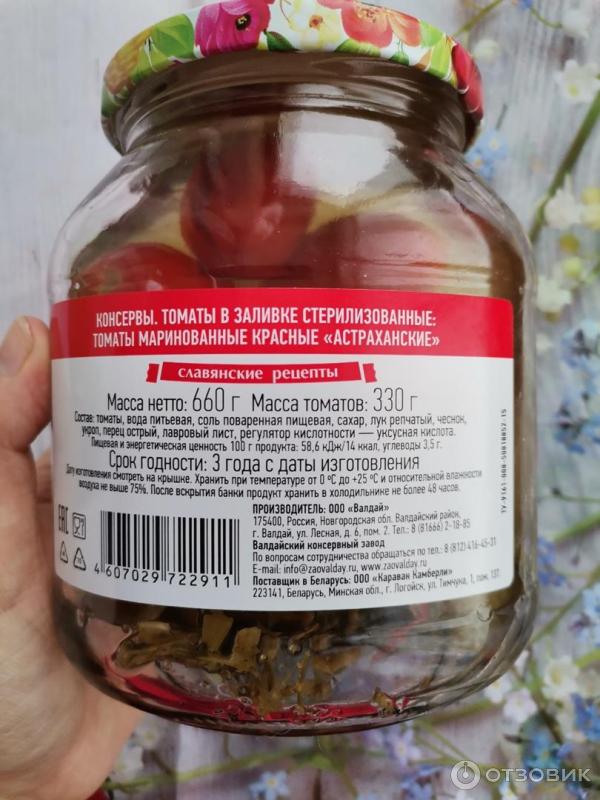 КОНСЕРВЫ. ТОМАТЫ В ЗАЛИВКЕ СТЕРИЛИЗОВАННЫЕ:
ТОМАТЫ МАРИНОВАННЫЕ КРАСНЫЕ «АСТРАХАНСКИЕ»
СЛАВЯНСКИЕ РЕЦЕПТЫ
Масса нетто: 660 г Масса томатов: 330 г
Состав: томаты, вода питьевая, соль поваренная пищевая, сахар, лук репчатый, чеснок,
укроп, перец острый, лавровый лист, регулятор кислотности — уксусная кислота.
Пищевая и энергетическая ценность 100 г продукта: 58,6 кДж/14 ккал, углеводы 3,5 г.
Срок годности: 3 года с даты изготовления
Дату изготовления смотреть на крышке. Хранить при температуре от 0 ºС до +25 ºС и относительной влажности
воздуха не выше 75%. После вскрытия банки продукт хранить в холодильнике не более 48 часов.
ПРОИЗВОДИТЕЛЬ: ООО «Валдай»
175400, Россия, Новгородская обл. Валдайский район,
г. Валдай, ул. Лесная, д. 6, пом. 2. Тел.: 8 (81666) 2-18-85
Валдайский консервный завод
По вопросам сотрудничества обращаться по тел.: 8 (812) 416-45-31
E-mail: info@zaovalday.ru, www.zaovalday.ru
Поставщик в Беларусь: ООО «Караван Камберли»
223141, Беларусь, Минская обл., г. Логойск, ул. Тимчука, 1, пом. 137.
EAC
4 607029 722911
ОТЗОВИК